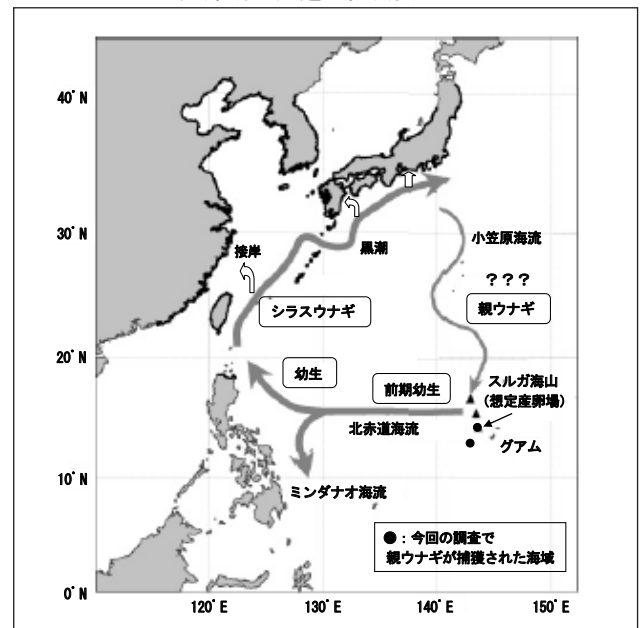 40° N
30° N
20° N
10° N
0° N
120° E
130° E
140° E
150° E
接岸
黒潮
小笠原海流
???
親ウナギ
シラスウナギ
幼生
前期幼生
スルガ海山
(想定産卵場)
北赤道海流
グアム
ミンダナオ海流
●:今回の調査で
親ウナギが捕獲された海域